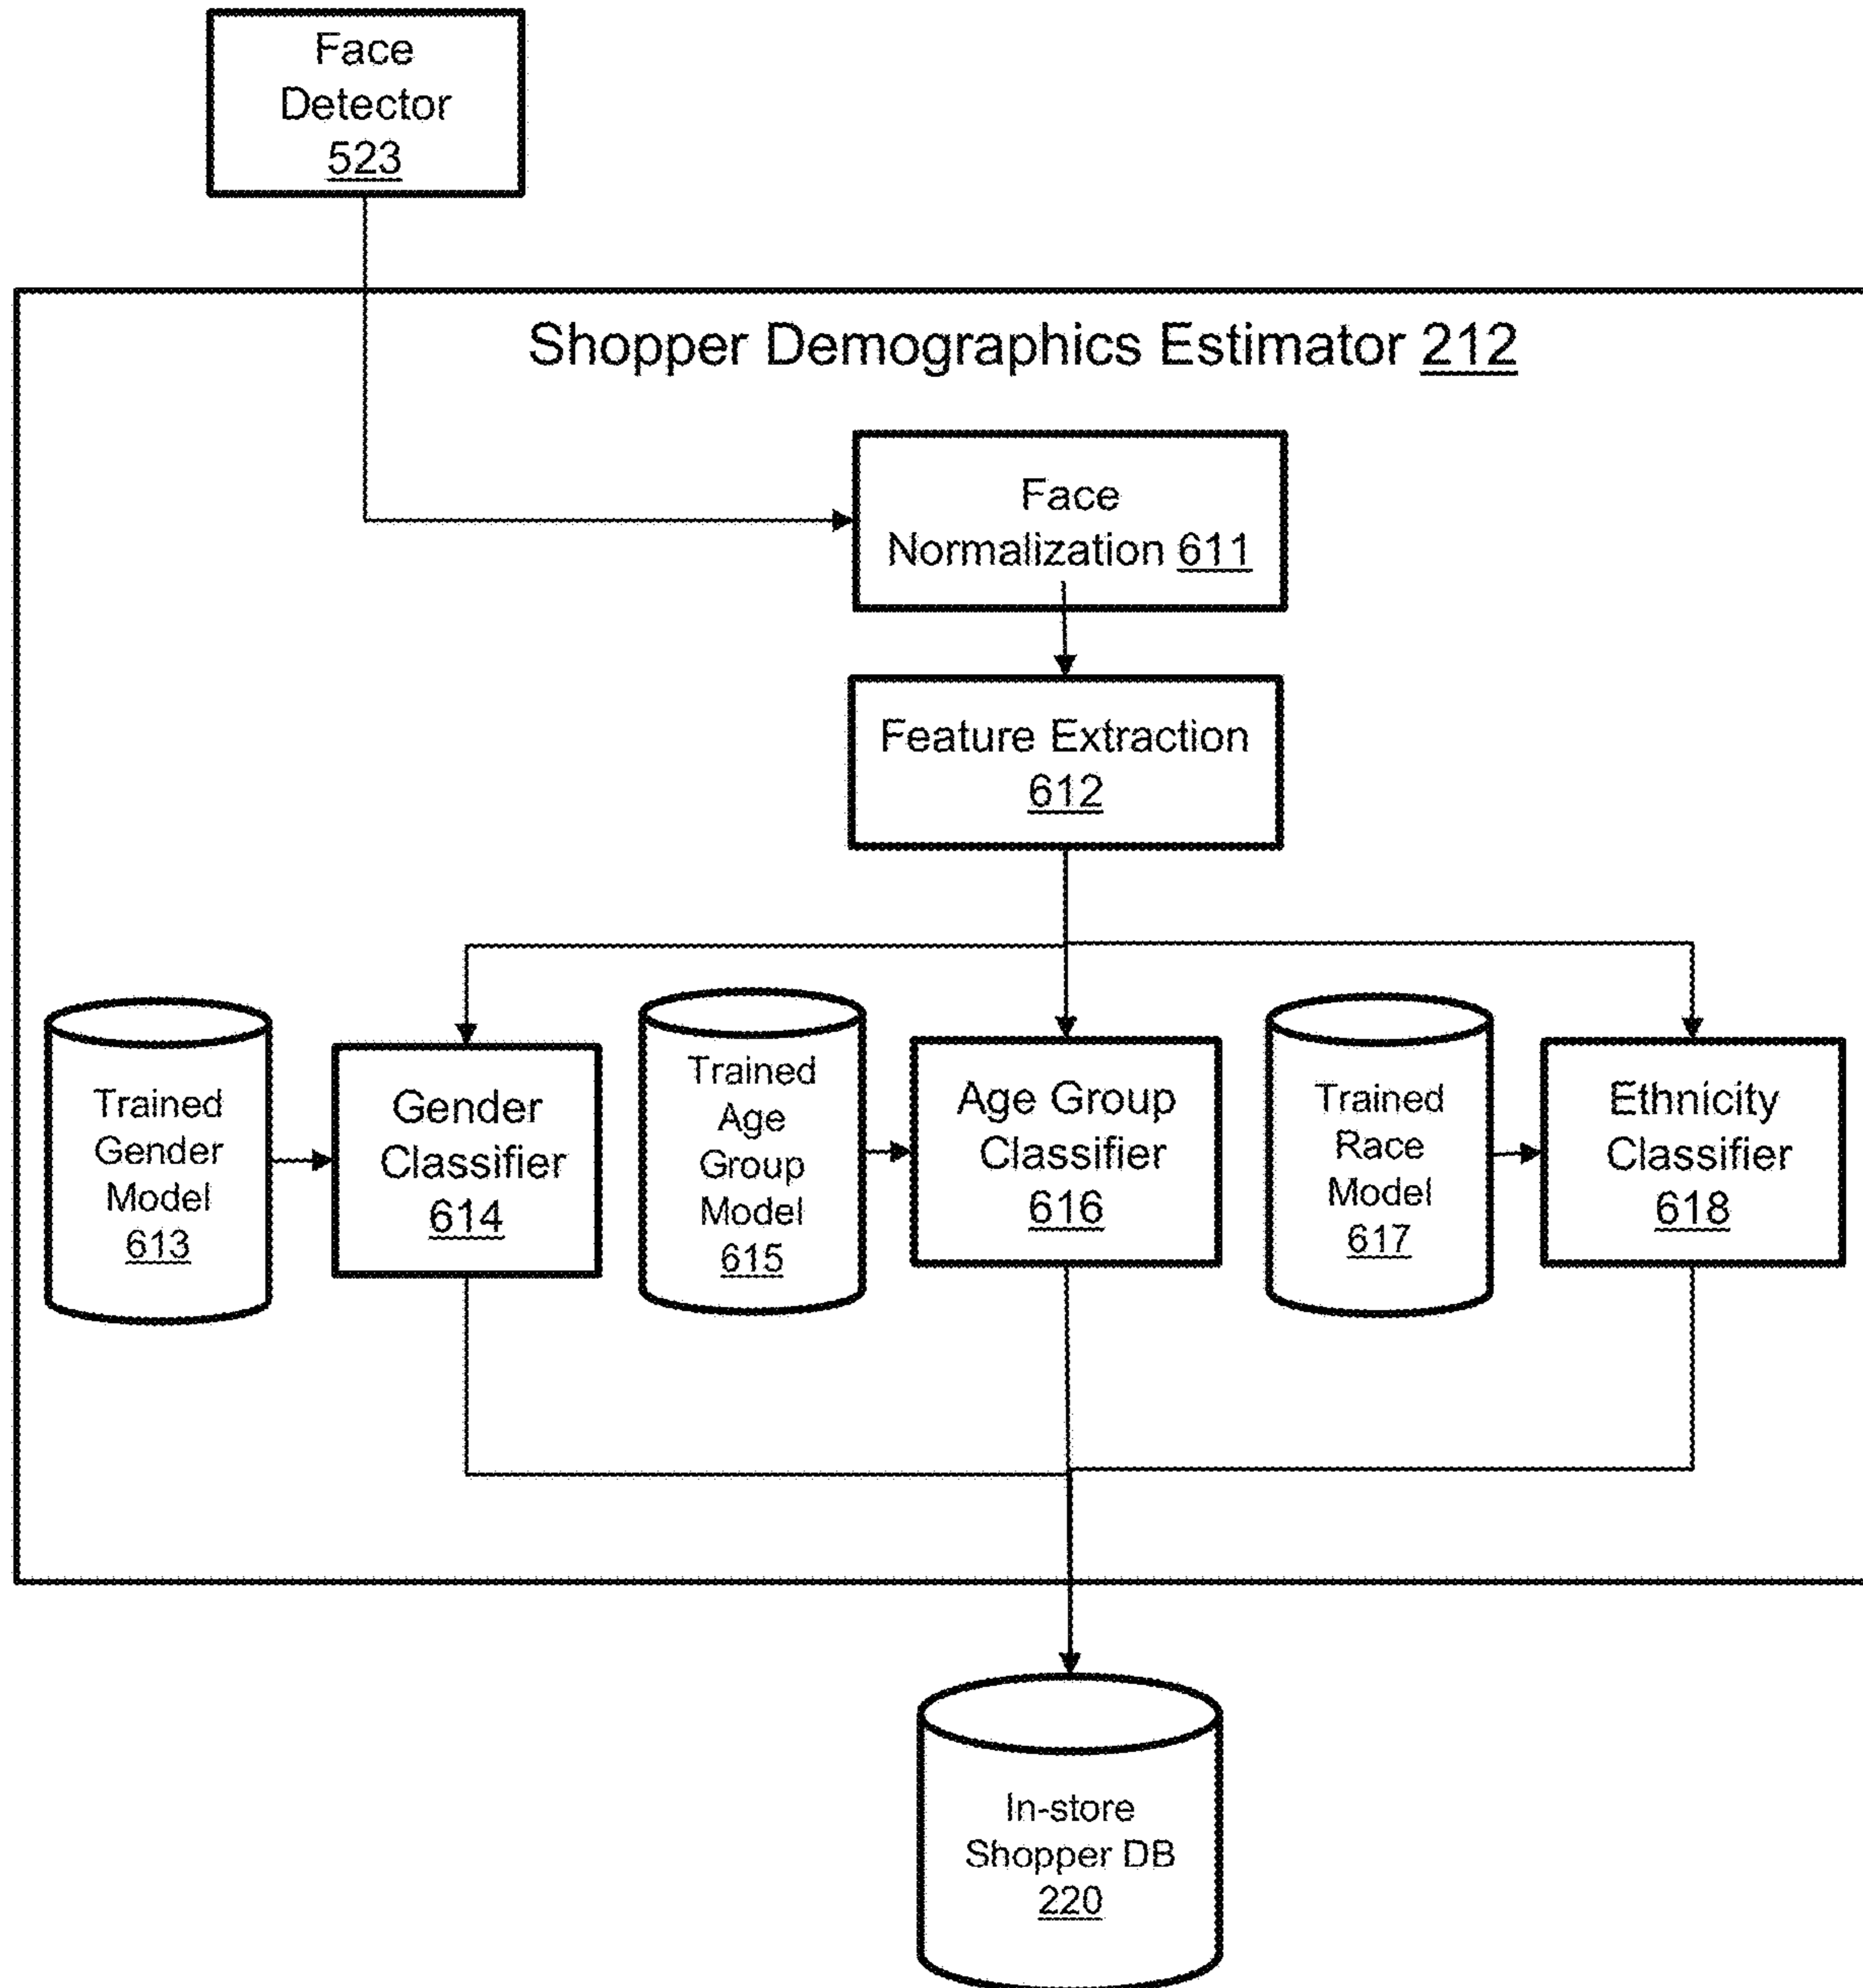 Face
Detector
523
Shopper Demographics Estimator 212
Face
Normalization 611
Feature Extraction
612
Trained
Gender
Model
613
Gender
Classifier
614
Trained
Age
Group
Model
615
Age Group
Classifier
616
Trained
Race
Model
617
Ethnicity
Classifier
618
In-store
Shopper DB
220